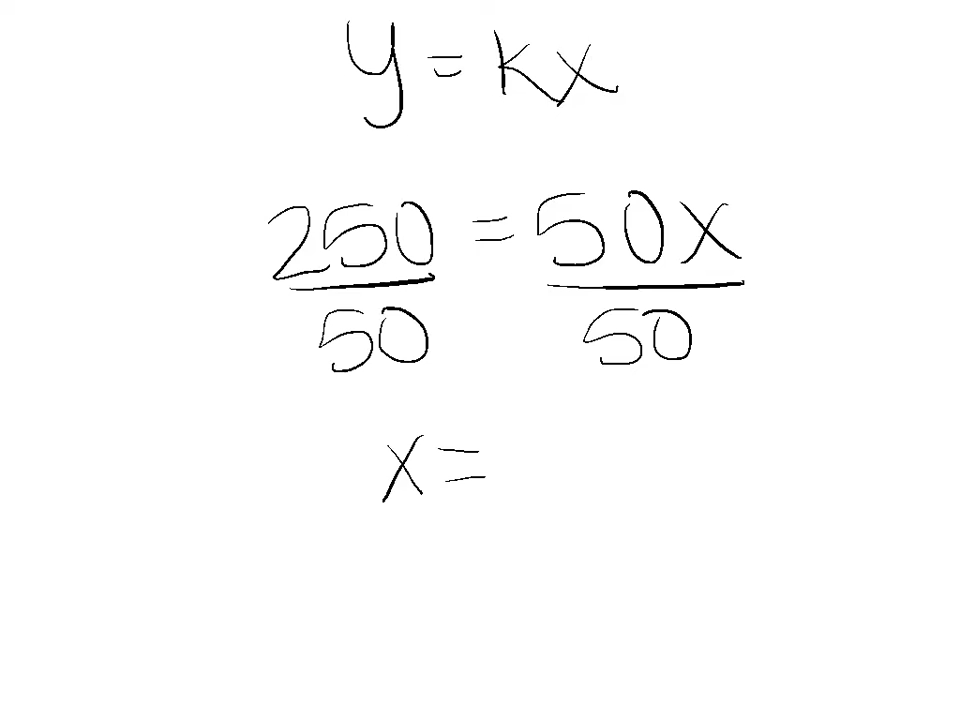 y = kx
250 = 50x
50 50
x =